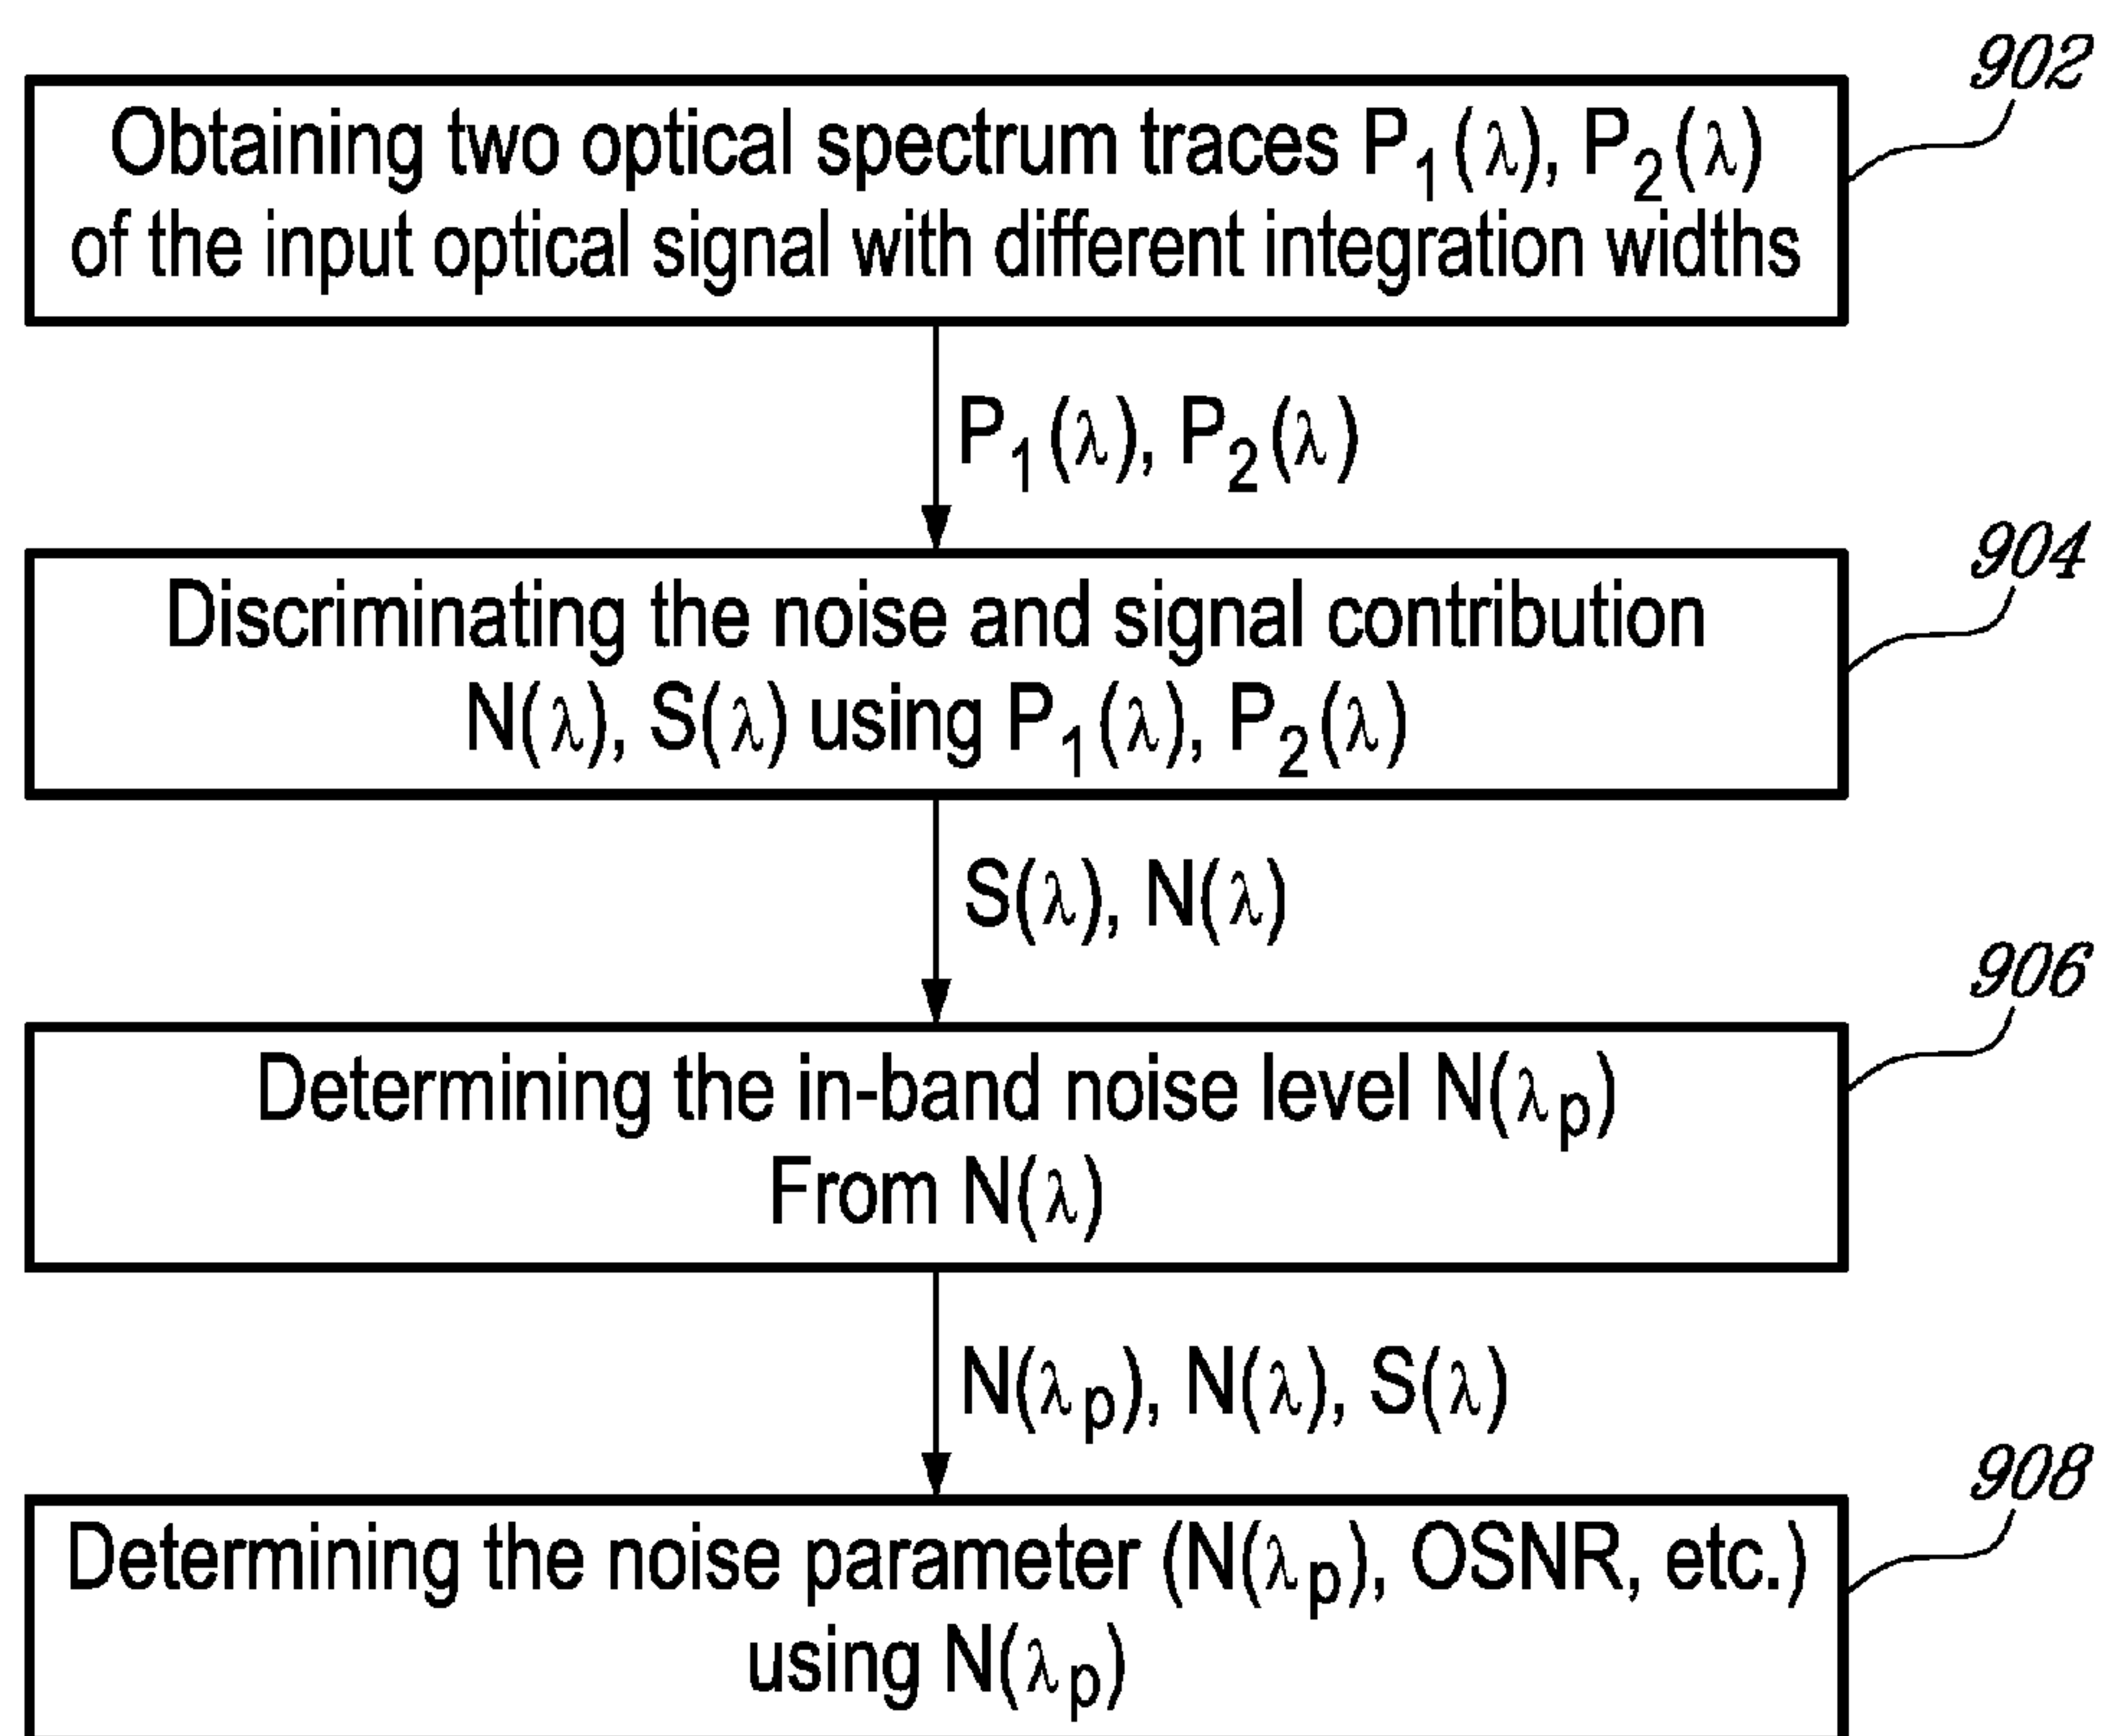 902
Obtaining two optical spectrum traces P₁(λ), P₂(λ)
of the input optical signal with different integration widths
P₁(λ), P₂(λ)
904
Discriminating the noise and signal contribution
N(λ), S(λ) using P₁(λ), P₂(λ)
S(λ), N(λ)
906
Determining the in-band noise level N(λₚ)
From N(λ)
N(λₚ), N(λ), S(λ)
908
Determining the noise parameter (N(λₚ), OSNR, etc.)
using N(λₚ)